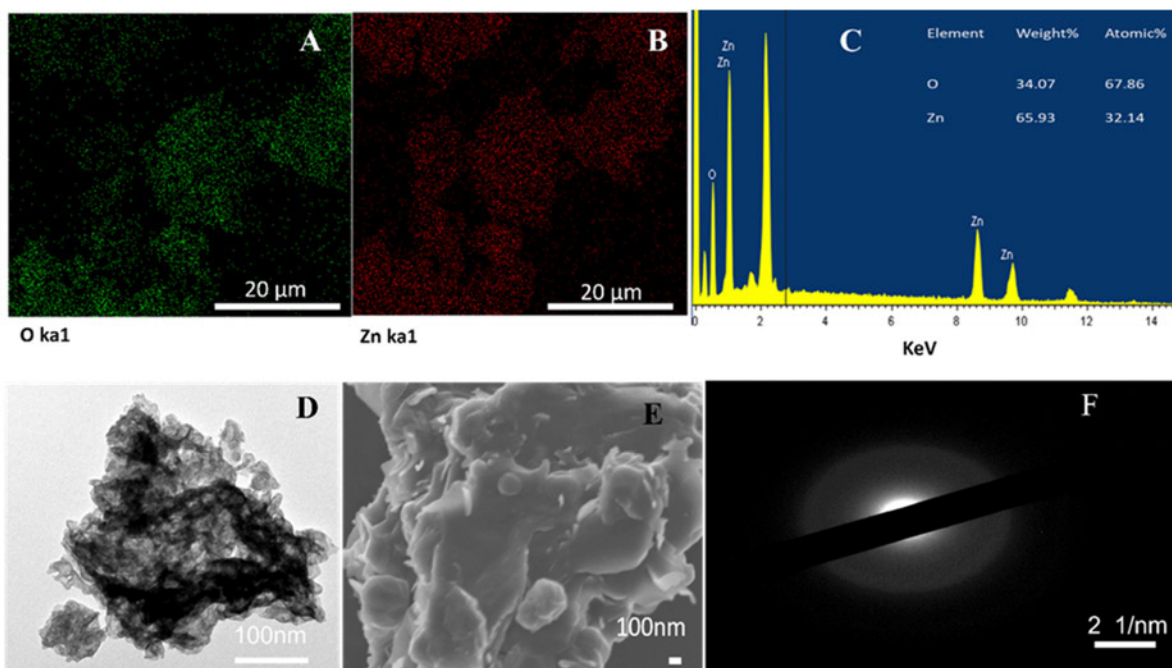 A
20 µm
O ka1
B
20 µm
Zn ka1
C
Element Weight% Atomic%
O 34.07 67.86
Zn 65.93 32.14
Zn
Zn
O
Zn
Zn
0 2 4 6 8 10 12 14
KeV
D
100nm
E
100nm
F
2 1/nm